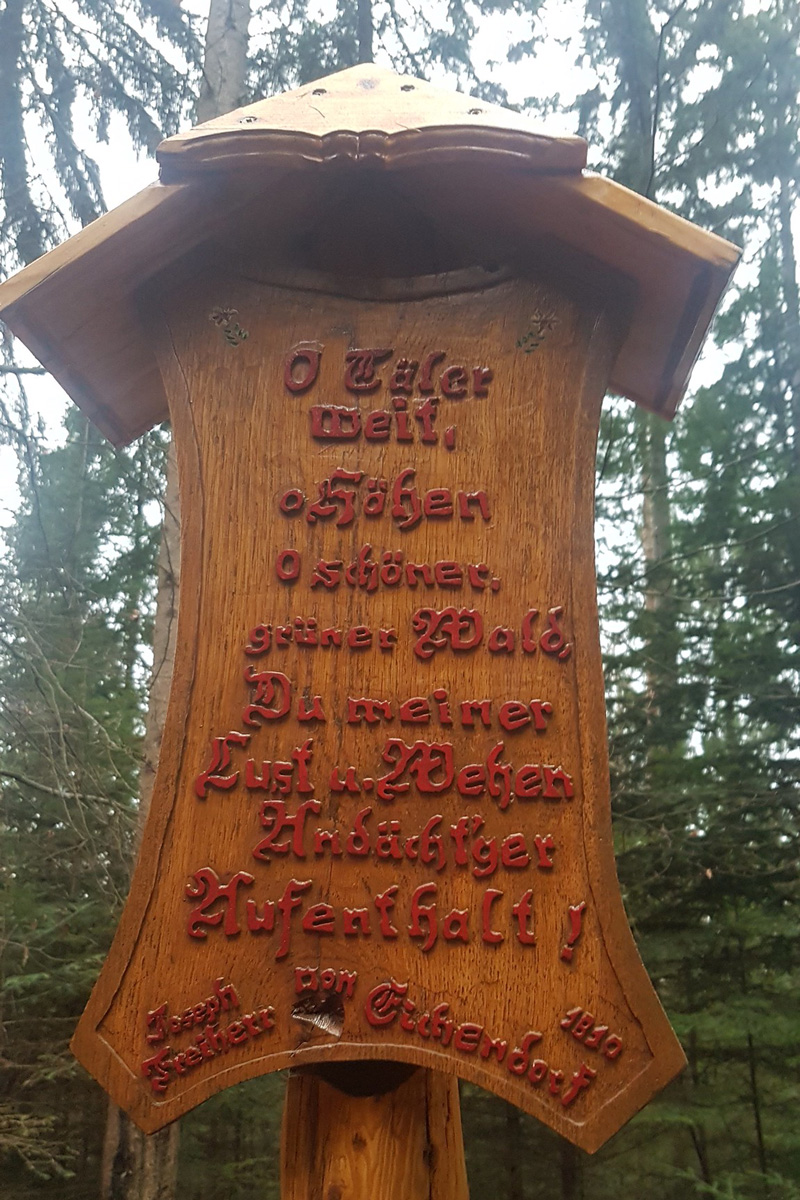 O Täler
weit,
o Höhen
O schöner,
grüner Wald,
Du meiner
Lust u. Wehen
Andächt'ger
Aufenthalt!
Joseph
Freiherr von Eichendorf 1810